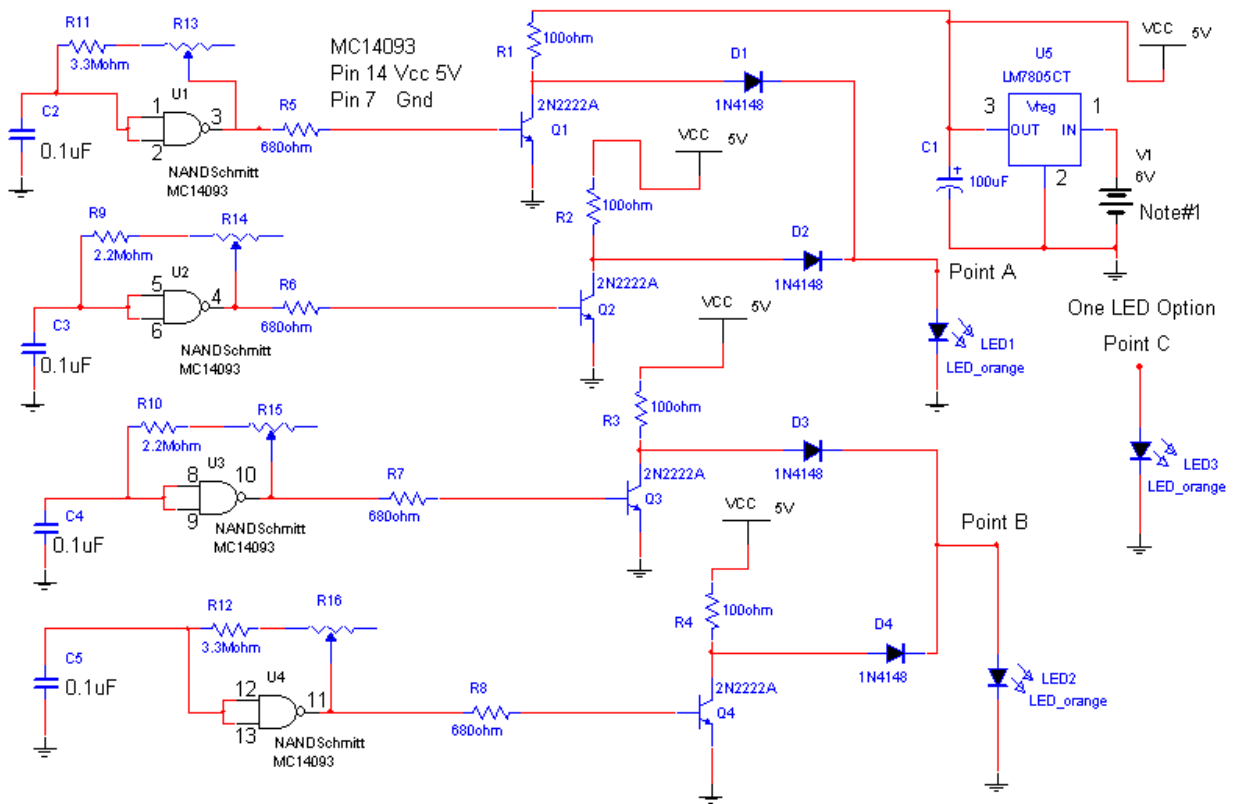 R11
R13
3.3Mohm
MC14093
Pin 14 Vcc 5V
Pin 7 Gnd
R1
100ohm
D1
1N4148
VCC
5V
U5
LM7805CT
3
Vreg
1
OUT
IN
2
C1
+
100uF
V1
6V
Note#1
C2
0.1uF
1
U1
3
2
NANDSchmitt
MC14093
R5
680ohm
2N2222A
Q1
VCC
5V
R2
100ohm
D2
1N4148
Point A
R9
R14
2.2Mohm
C3
0.1uF
5
U2
4
6
NANDSchmitt
MC14093
R6
680ohm
2N2222A
Q2
VCC
5V
LED1
LED_orange
One LED Option
Point C
LED3
LED_orange
R10
R15
2.2Mohm
C4
0.1uF
8
U3
10
9
NANDSchmitt
MC14093
R7
680ohm
R3
100ohm
2N2222A
Q3
D3
1N4148
VCC
5V
Point B
R12
R16
3.3Mohm
C5
0.1uF
12
U4
11
13
NANDSchmitt
MC14093
R8
680ohm
R4
100ohm
2N2222A
Q4
D4
1N4148
LED2
LED_orange